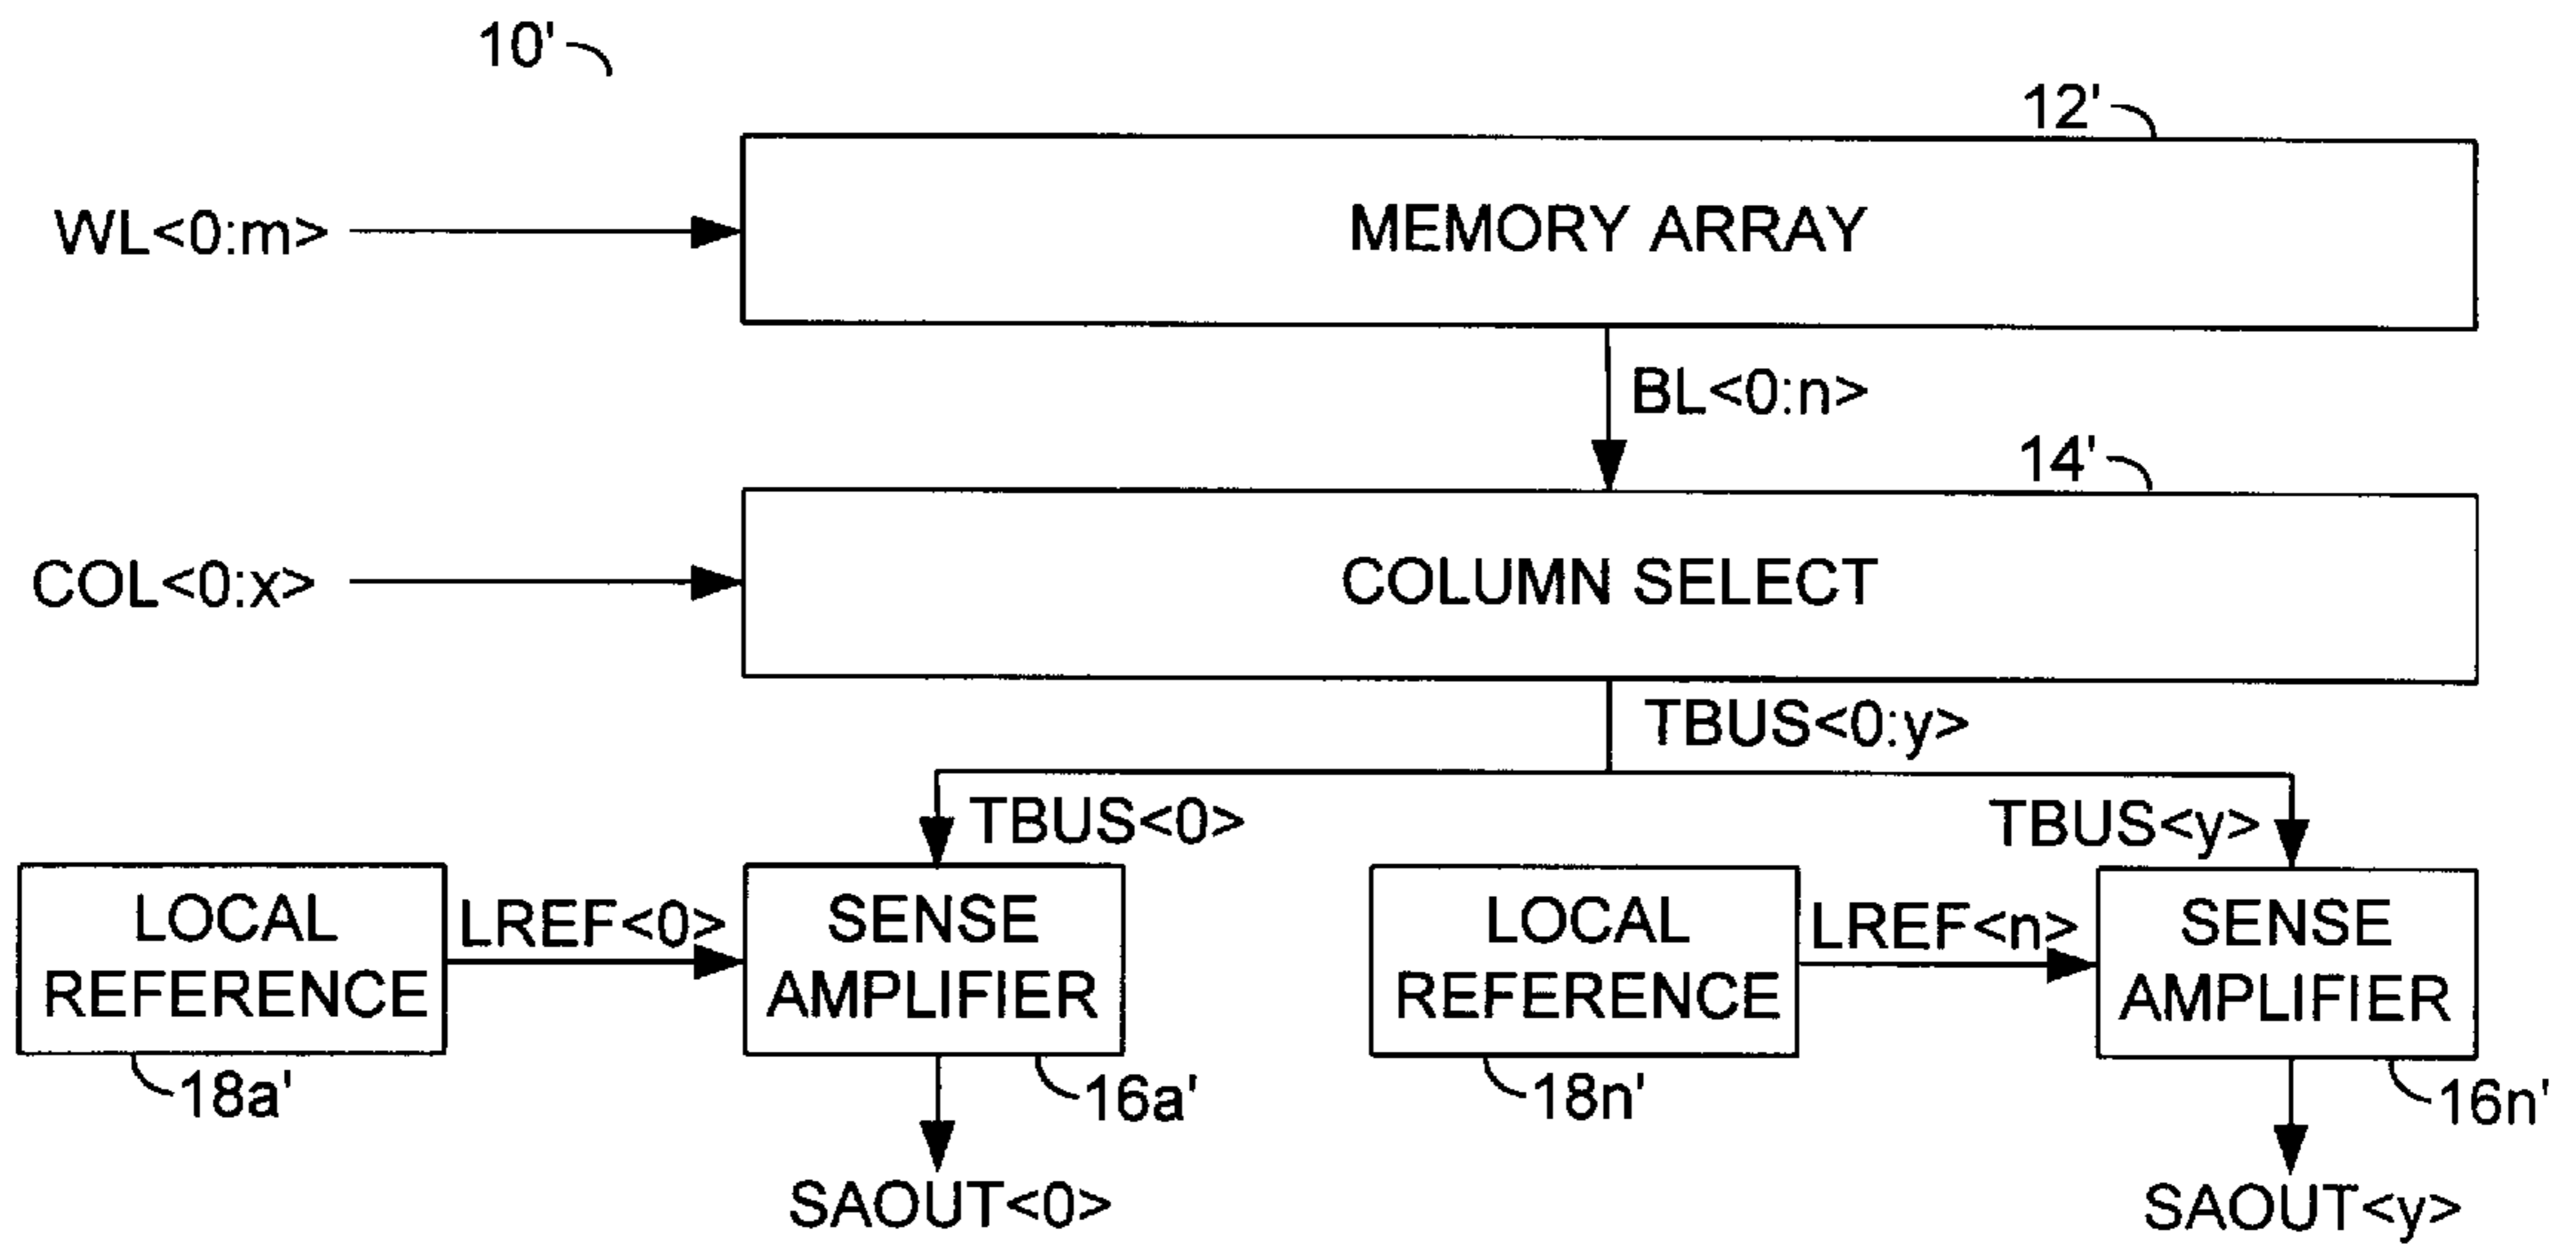 10'
12'
WL<0:m>
MEMORY ARRAY
BL<0:n>
14'
COL<0:x>
COLUMN SELECT
TBUS<0:y>
TBUS<0>
TBUS<y>
LOCAL
REFERENCE
LREF<0>
SENSE
AMPLIFIER
LOCAL
REFERENCE
LREF<n>
SENSE
AMPLIFIER
18a'
16a'
18n'
16n'
SAOUT<0>
SAOUT<y>